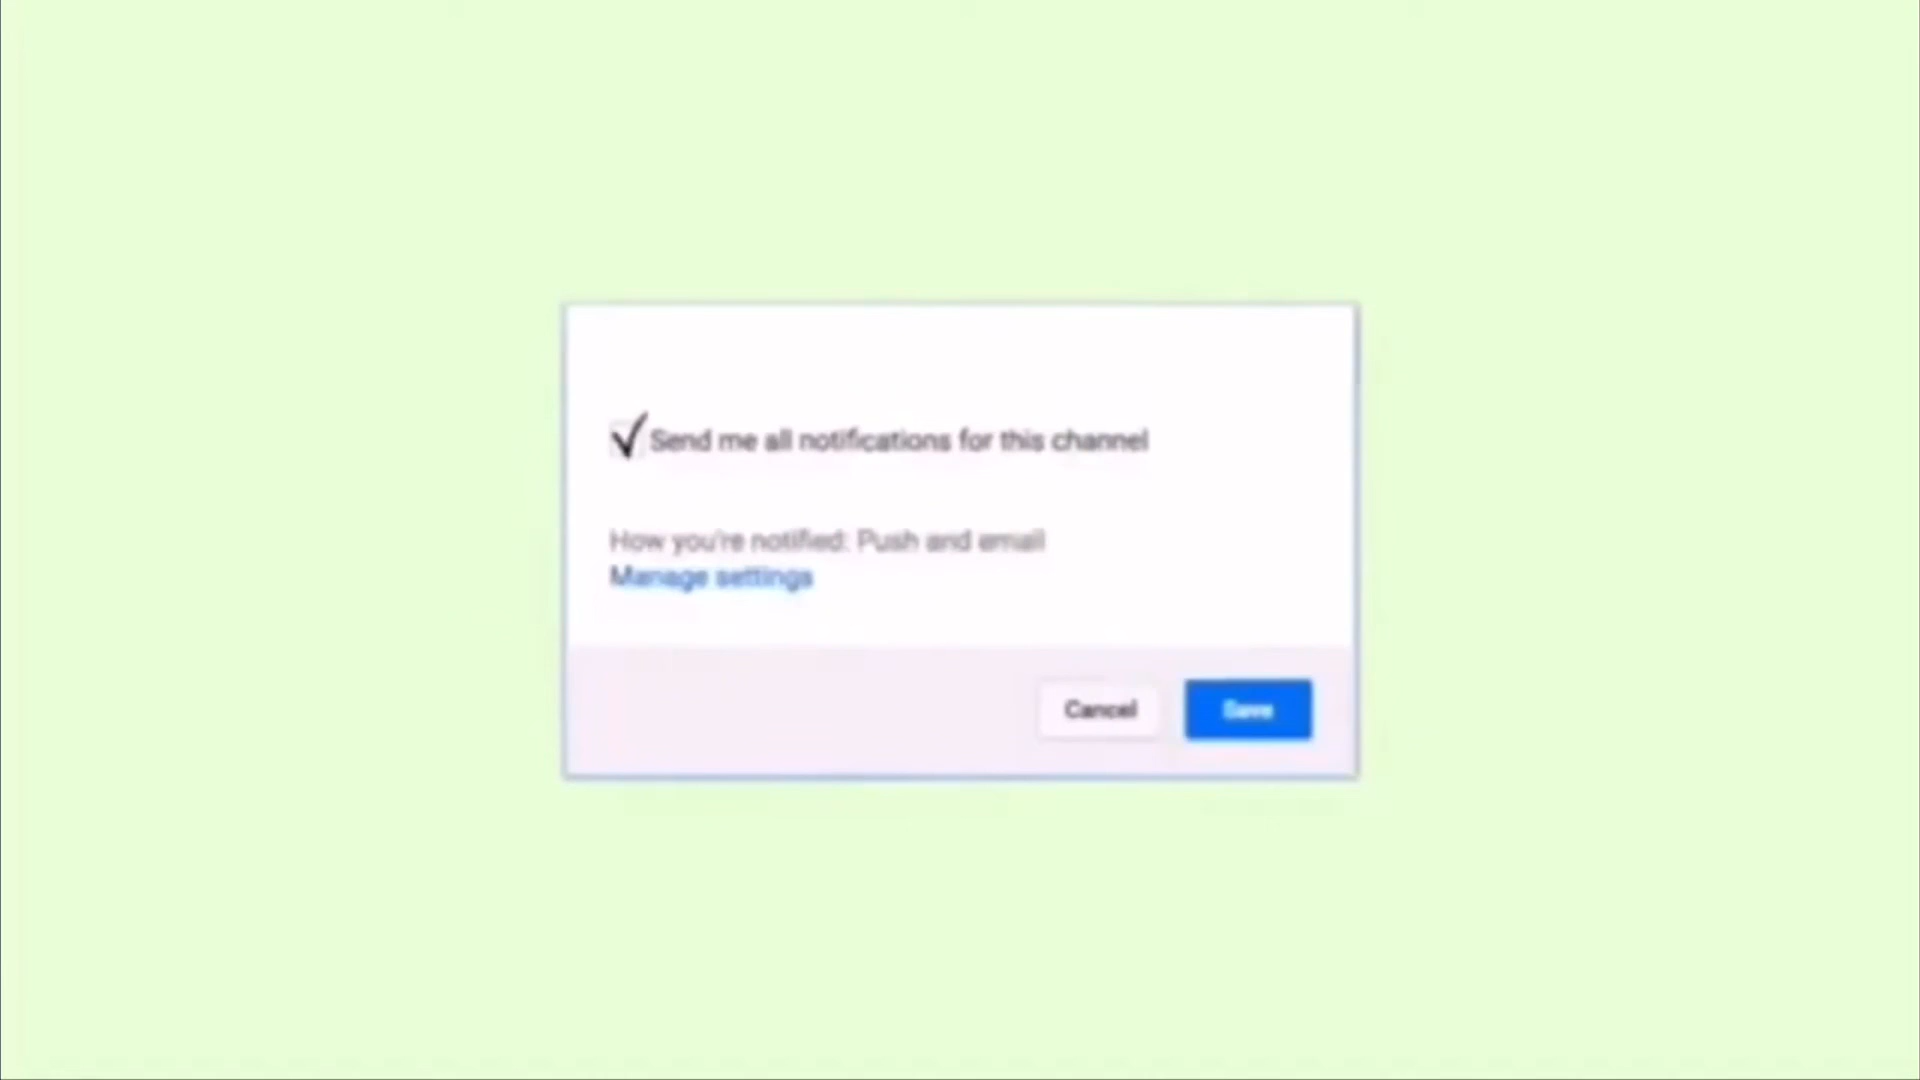 Send me all notifications for this channel
How you're notified: Push and email
Manage settings
Cancel
Save